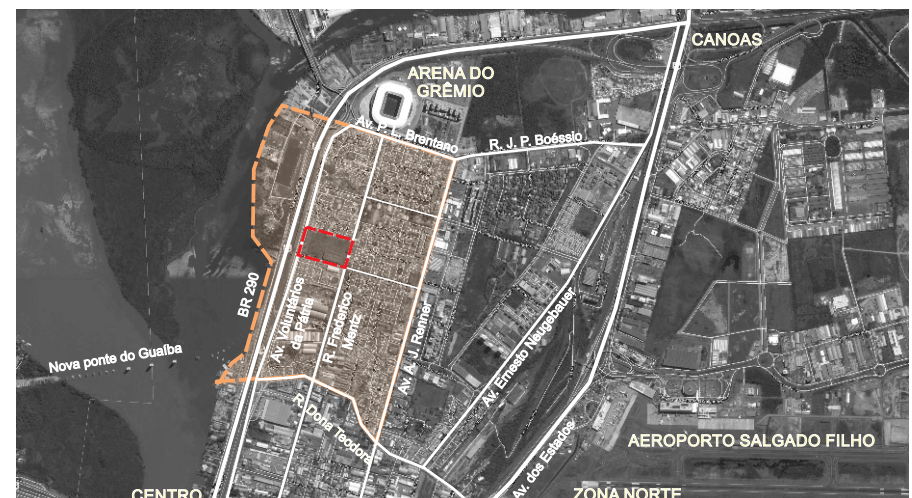 CANOAS
ARENA DO
GRÊMIO
Av. P. L. Brentano
R. J. P. Boéssio
BR 290
Av. Voluntários
da Pátria
R. Frederico
Mentz
Av. A. J. Renner
Av. Ernesto Neugebauer
Nova ponte do Guaíba
R. Dona Teodora
Av. dos Estados
AEROPORTO SALGADO FILHO
CENTRO
ZONA NORTE